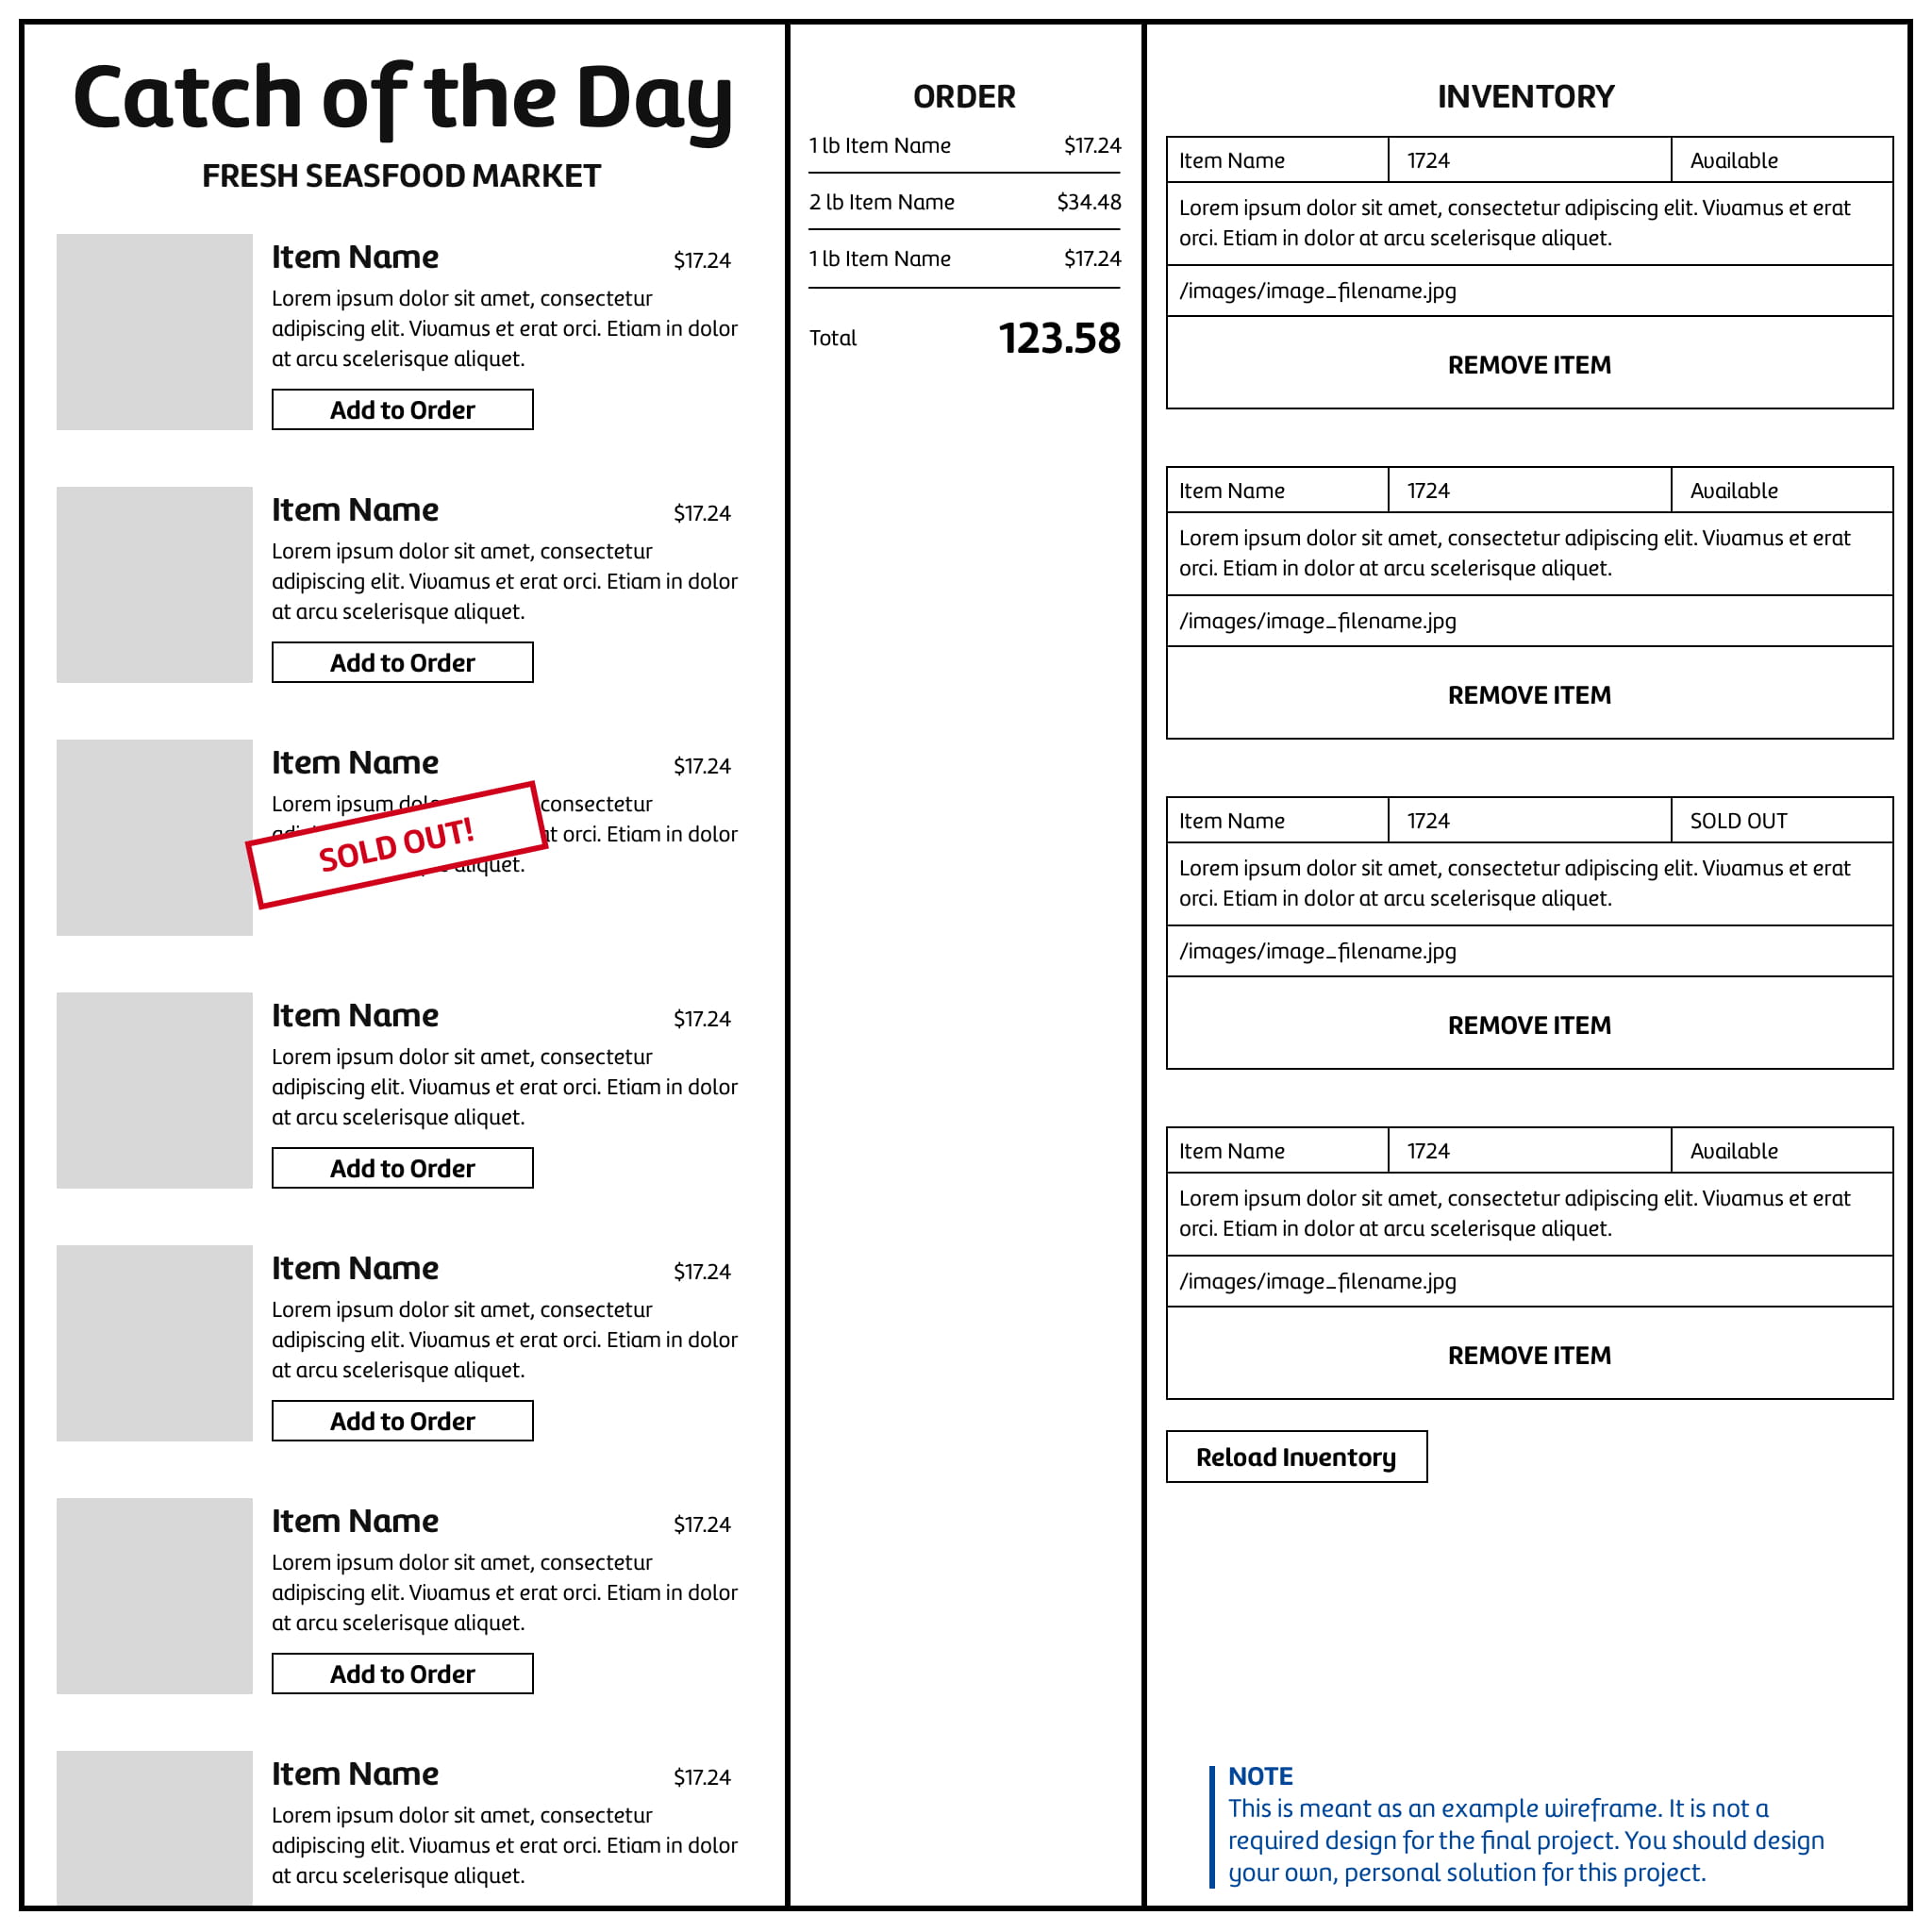 Catch of the Day
FRESH SEASFOOD MARKET
Item Name $17.24
Lorem ipsum dolor sit amet, consectetur
adipiscing elit. Vivamus et erat orci. Etiam in dolor
at arcu scelerisque aliquet.
Add to Order
Item Name $17.24
Lorem ipsum dolor sit amet, consectetur
adipiscing elit. Vivamus et erat orci. Etiam in dolor
at arcu scelerisque aliquet.
Add to Order
Item Name $17.24
Lorem ipsum consectetur
orci. Etiam in dolor
SOLD OUT!
Item Name $17.24
Lorem ipsum dolor sit amet, consectetur
adipiscing elit. Vivamus et erat orci. Etiam in dolor
at arcu scelerisque aliquet.
Add to Order
Item Name $17.24
Lorem ipsum dolor sit amet, consectetur
adipiscing elit. Vivamus et erat orci. Etiam in dolor
at arcu scelerisque aliquet.
Add to Order
Item Name $17.24
Lorem ipsum dolor sit amet, consectetur
adipiscing elit. Vivamus et erat orci. Etiam in dolor
at arcu scelerisque aliquet.
Add to Order
Item Name $17.24
Lorem ipsum dolor sit amet, consectetur
adipiscing elit. Vivamus et erat orci. Etiam in dolor
at arcu scelerisque aliquet.
ORDER
1 lb Item Name $17.24
2 lb Item Name $34.48
1 lb Item Name $17.24
Total 123.58
INVENTORY
Item Name 1724 Available
Lorem ipsum dolor sit amet, consectetur adipiscing elit. Vivamus et erat
orci. Etiam in dolor at arcu scelerisque aliquet.
/images/image_filename.jpg
REMOVE ITEM
Item Name 1724 Available
Lorem ipsum dolor sit amet, consectetur adipiscing elit. Vivamus et erat
orci. Etiam in dolor at arcu scelerisque aliquet.
/images/image_filename.jpg
REMOVE ITEM
Item Name 1724 SOLD OUT
Lorem ipsum dolor sit amet, consectetur adipiscing elit. Vivamus et erat
orci. Etiam in dolor at arcu scelerisque aliquet.
/images/image_filename.jpg
REMOVE ITEM
Item Name 1724 Available
Lorem ipsum dolor sit amet, consectetur adipiscing elit. Vivamus et erat
orci. Etiam in dolor at arcu scelerisque aliquet.
/images/image_filename.jpg
REMOVE ITEM
Reload Inventory
NOTE
This is meant as an example wireframe. It is not a
required design for the final project. You should design
your own, personal solution for this project.